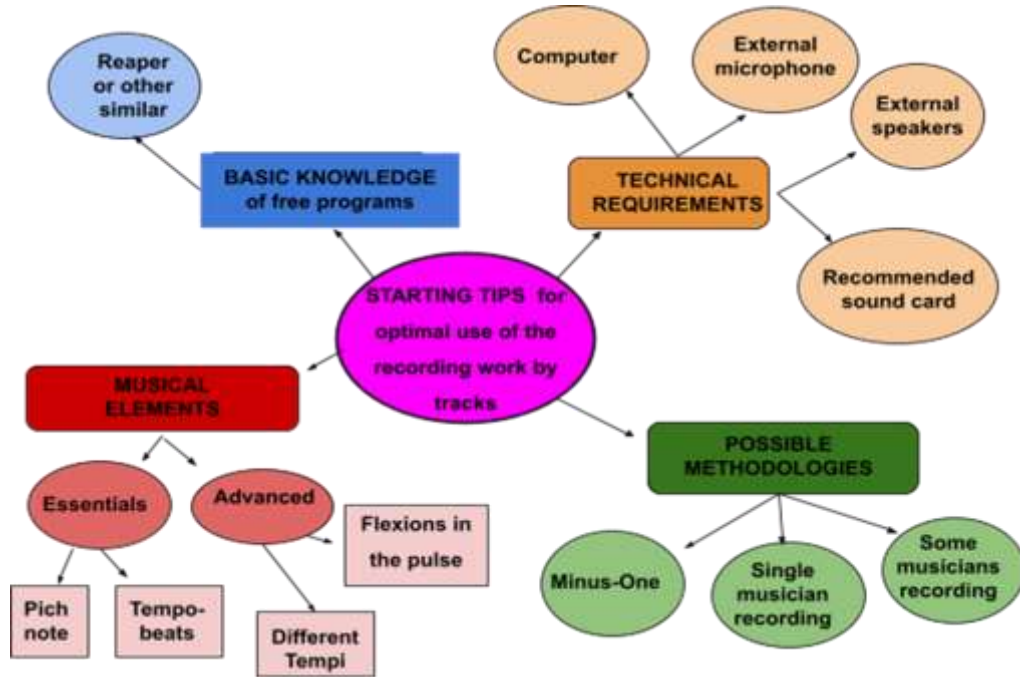 Reaper
or other
similar
Computer
External
microphone
External
speakers
BASIC KNOWLEDGE
of free programs
TECHNICAL
REQUIREMENTS
Recommended
sound card
STARTING TIPS for
optimal use of the
recording work by
tracks
MUSICAL
ELEMENTS
POSSIBLE
METHODOLOGIES
Essentials
Advanced
Flexions in
the pulse
Pich
note
Tempo-
beats
Different
Tempi
Minus-One
Single
musician
recording
Some
musicians
recording